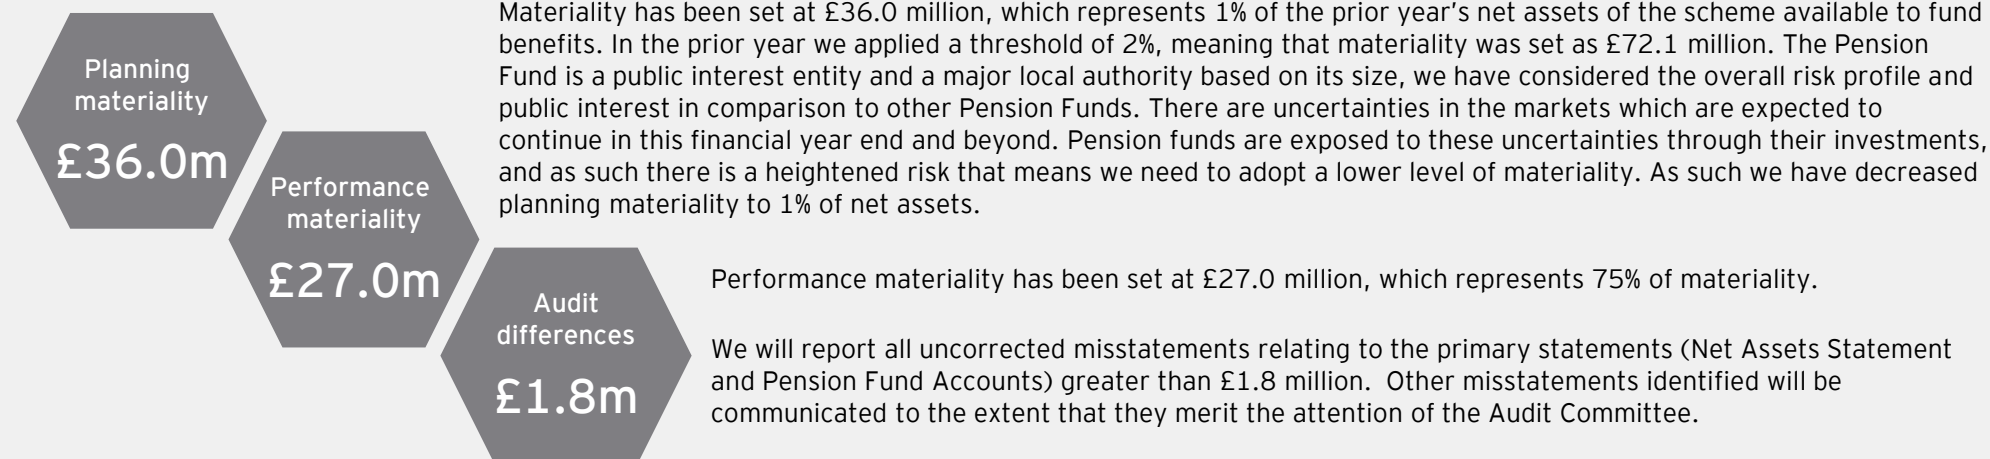 Planning
materiality
£36.0m
Materiality has been set at £36.0 million, which represents 1% of the prior year's net assets of the scheme available to fund
benefits. In the prior year we applied a threshold of 2%, meaning that materiality was set as £72.1 million. The Pension
Fund is a public interest entity and a major local authority based on its size, we have considered the overall risk profile and
public interest in comparison to other Pension Funds. There are uncertainties in the markets which are expected to
continue in this financial year end and beyond. Pension funds are exposed to these uncertainties through their investments,
and as such there is a heightened risk that means we need to adopt a lower level of materiality. As such we have decreased
planning materiality to 1% of net assets.
Performance
materiality
£27.0m
Performance materiality has been set at £27.0 million, which represents 75% of materiality.
Audit
differences
£1.8m
We will report all uncorrected misstatements relating to the primary statements (Net Assets Statement
and Pension Fund Accounts) greater than £1.8 million.  Other misstatements identified will be
communicated to the extent that they merit the attention of the Audit Committee.